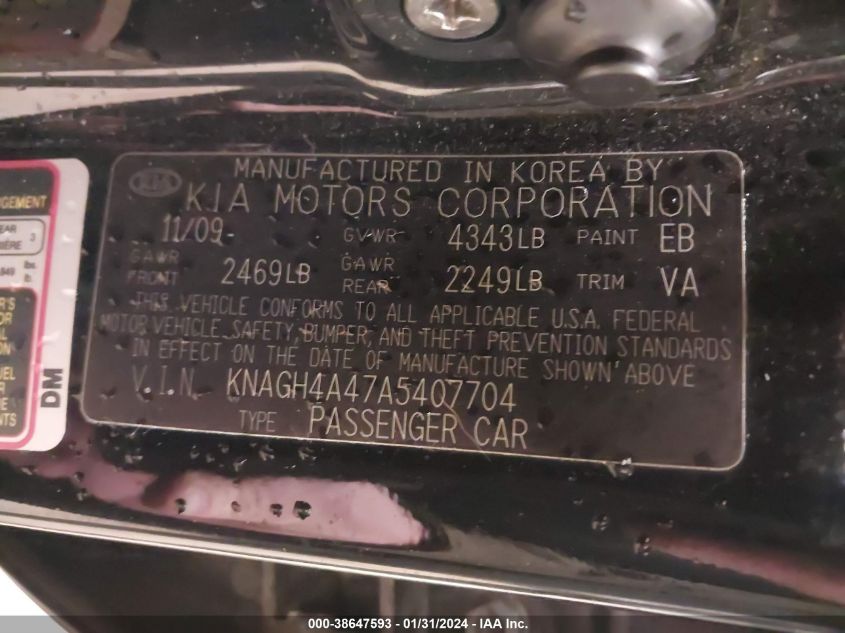 MANUFACTURED IN KOREA BY
KIA KIA MOTORS CORPORATION
11/09 GVWR 4343LB PAINT EB
GAWR FRONT 2469LB GAWR REAR 2249LB TRIM VA
THIS VEHICLE CONFORMS TO ALL APPLICABLE U.S.A. FEDERAL
MOTOR VEHICLE SAFETY, BUMPER, AND THEFT PREVENTION STANDARDS
IN EFFECT ON THE DATE OF MANUFACTURE SHOWN ABOVE
V.I.N. KNAGH4A47A5407704
TYPE PASSENGER CAR
3
DM
000-38647593 - 01/31/2024 - IAA Inc.